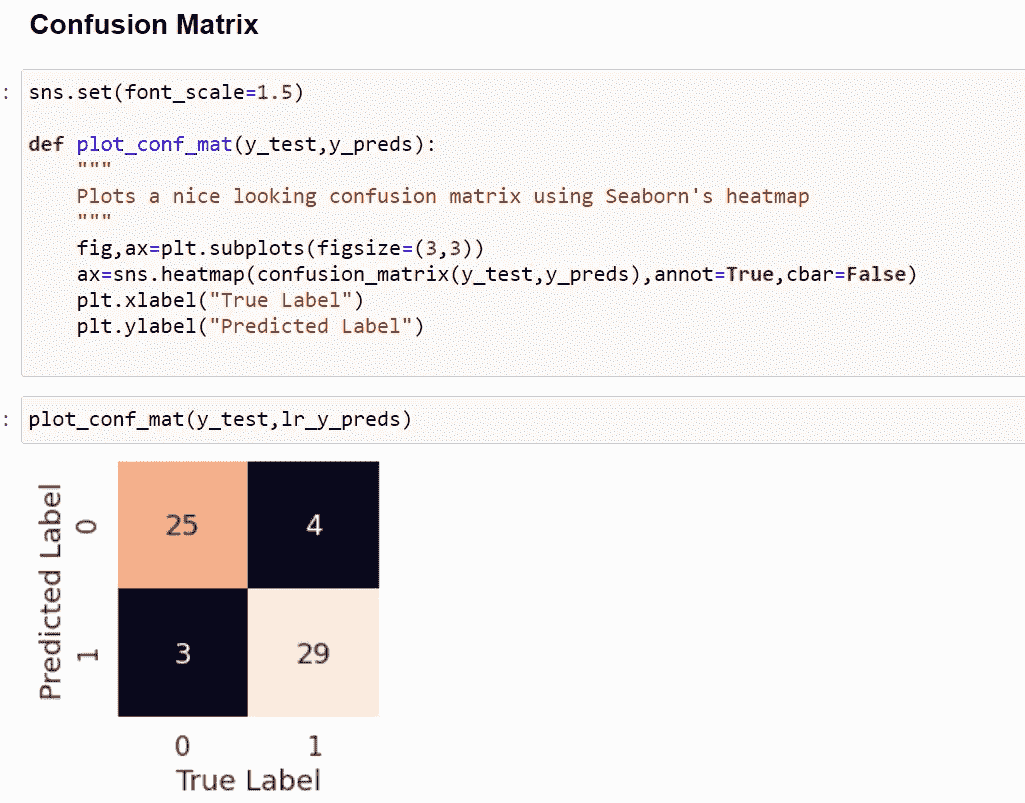 Confusion Matrix
: sns.set(font_scale=1.5)
def plot_conf_mat(y_test,y_preds):
"""
Plots a nice looking confusion matrix using Seaborn's heatmap
"""
fig,ax=plt.subplots(figsize=(3,3))
ax=sns.heatmap(confusion_matrix(y_test,y_preds),annot=True,cbar=False)
plt.xlabel("True Label")
plt.ylabel("Predicted Label")
: plot_conf_mat(y_test,lr_y_preds)
Predicted Label
0
25 4
1
3 29
0 1
True Label